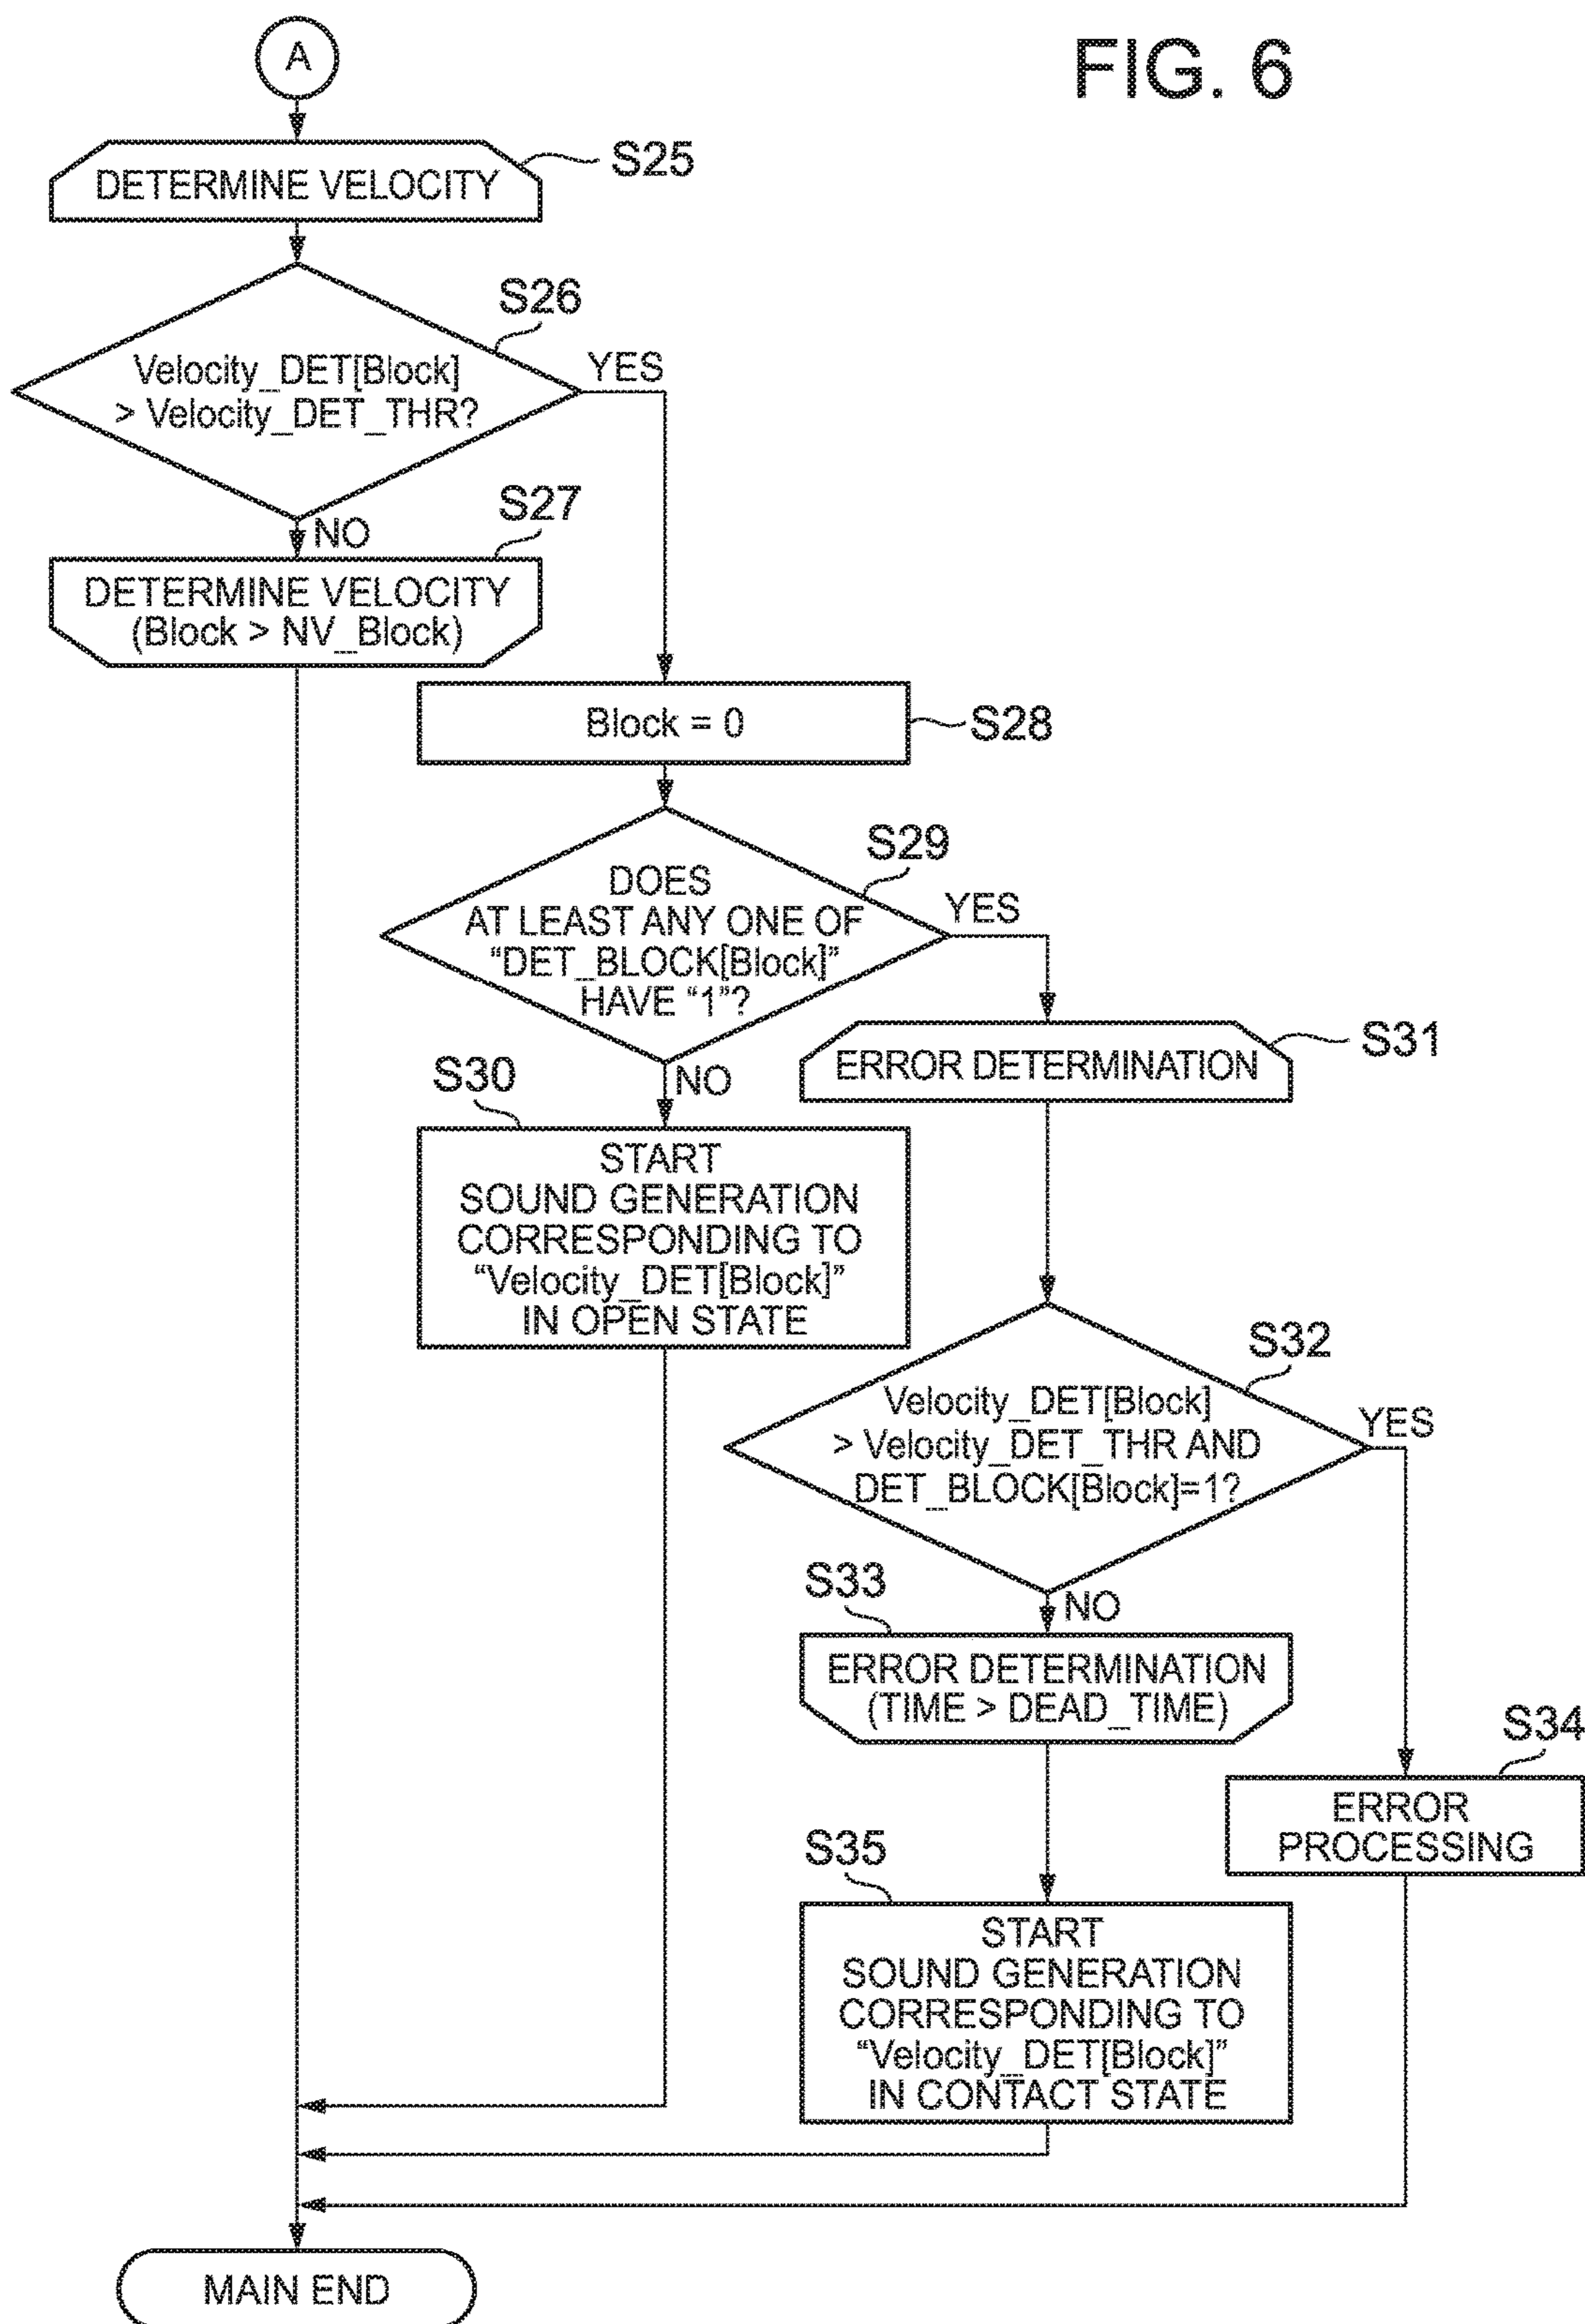 FIG. 6
A
DETERMINE VELOCITY
S25
S26
Velocity_DET[Block]
> Velocity_DET_THR?
YES
NO
S27
DETERMINE VELOCITY
(Block > NV_Block)
Block = 0
S28
S29
DOES
AT LEAST ANY ONE OF
“DET_BLOCK[Block]”
HAVE “1”?
YES
NO
S30
START
SOUND GENERATION
CORRESPONDING TO
“Velocity_DET[Block]”
IN OPEN STATE
ERROR DETERMINATION
S31
S32
Velocity_DET[Block]
> Velocity_DET_THR AND
DET_BLOCK[Block]=1?
YES
NO
S33
ERROR DETERMINATION
(TIME > DEAD_TIME)
S34
ERROR
PROCESSING
S35
START
SOUND GENERATION
CORRESPONDING TO
“Velocity_DET[Block]”
IN CONTACT STATE
MAIN END